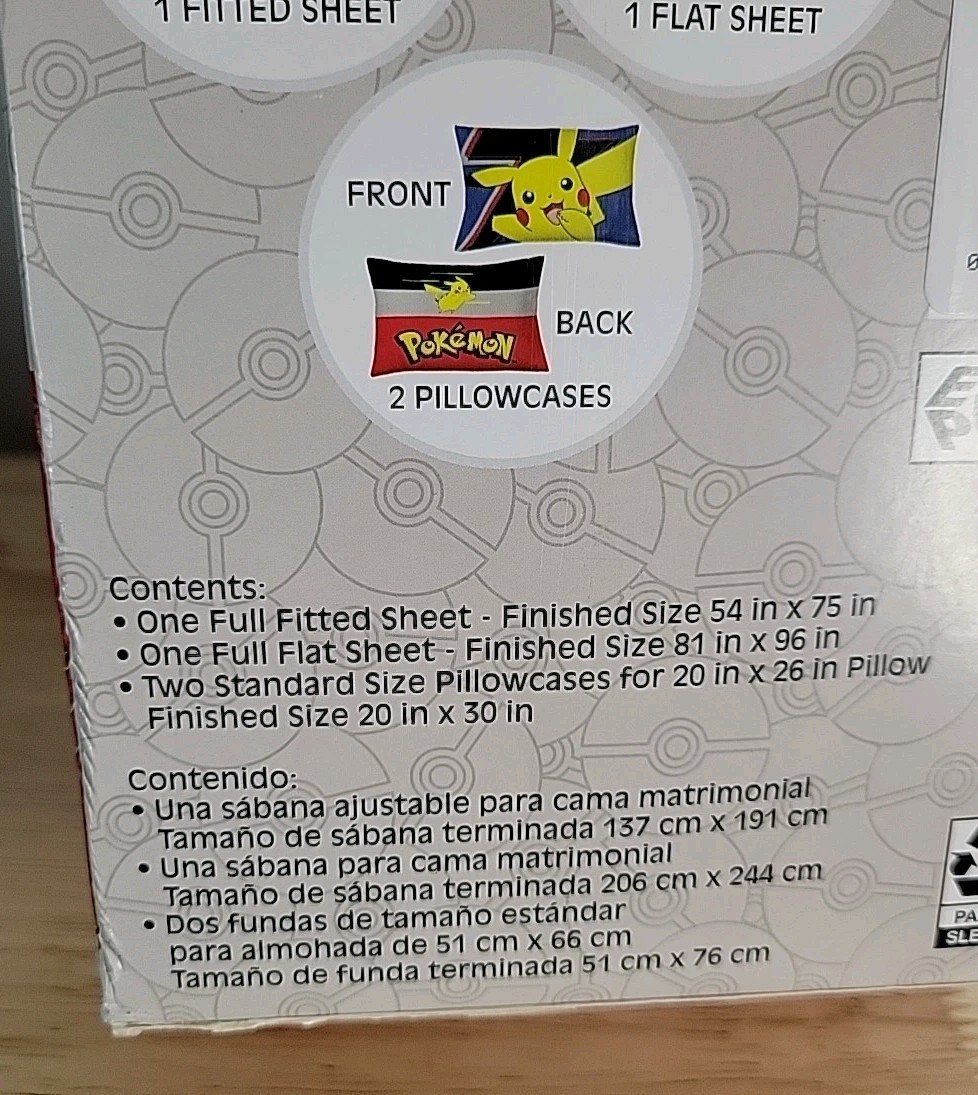 1 FITTED SHEET
1 FLAT SHEET
FRONT
POKéMON
BACK
2 PILLOWCASES
Contents:
• One Full Fitted Sheet - Finished Size 54 in x 75 in
• One Full Flat Sheet - Finished Size 81 in x 96 in
• Two Standard Size Pillowcases for 20 in x 26 in Pillow
Finished Size 20 in x 30 in
Contenido:
• Una sábana ajustable para cama matrimonial
Tamaño de sábana terminada 137 cm x 191 cm
• Una sábana para cama matrimonial
Tamaño de sábana terminada 206 cm x 244 cm
• Dos fundas de tamaño estándar
para almohada de 51 cm x 66 cm
Tamaño de funda terminada 51 cm x 76 cm
PA
SLE